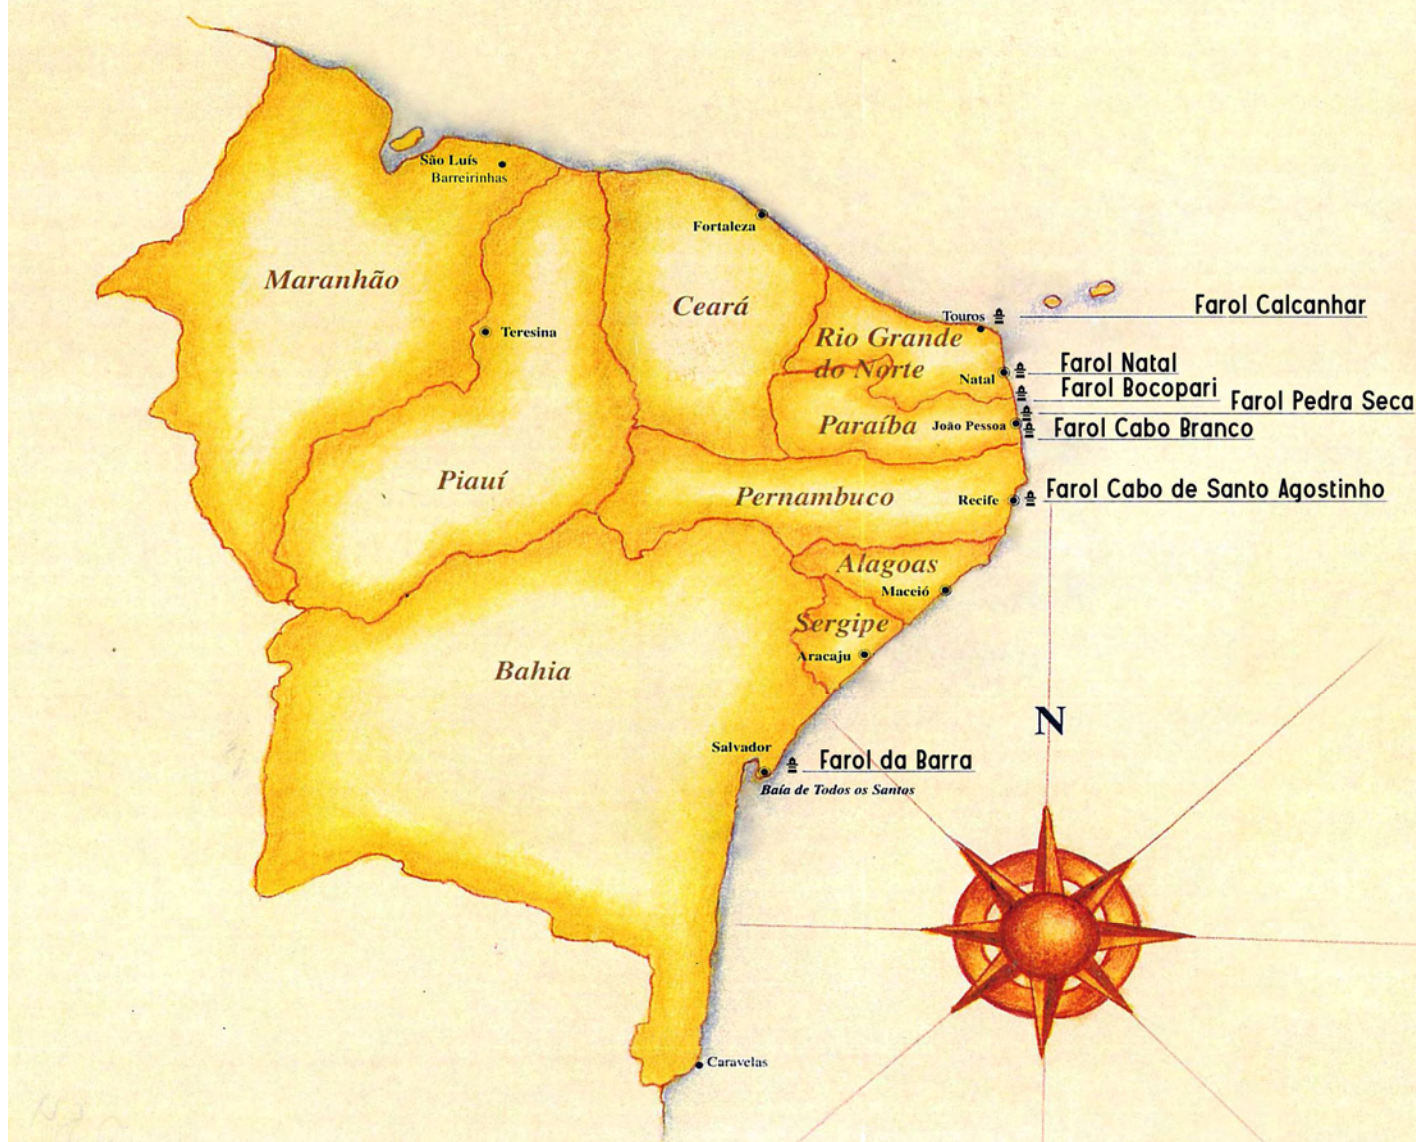 São Luís
Barreirinhas
Fortaleza
Maranhão
Ceará
Teresina
Touros
Farol Calcanhar
Rio Grande
do Norte
Natal
Farol Natal
Farol Bocopari
Farol Pedra Seca
Paraíba
João Pessoa
Farol Cabo Branco
Piauí
Pernambuco
Recife
Farol Cabo de Santo Agostinho
Alagoas
Maceió
Sergipe
Aracaju
Bahia
N
Salvador
Farol da Barra
Baía de Todos os Santos
Caravelas